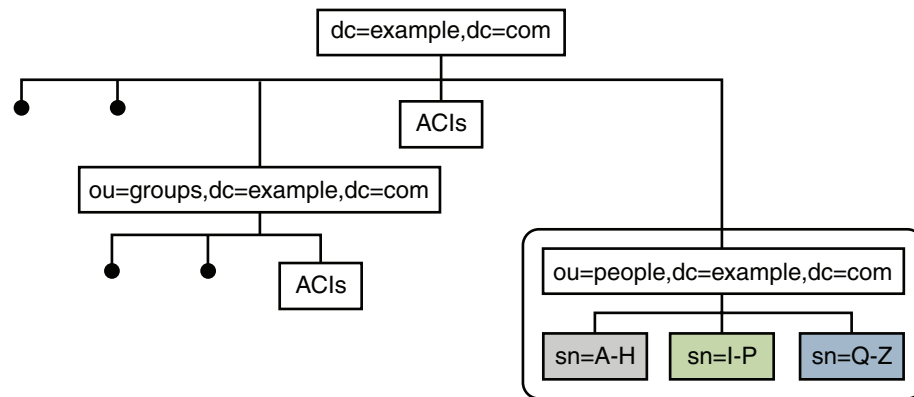 dc=example,dc=com
ACIs
ou=groups,dc=example,dc=com
ACIs
ou=people,dc=example,dc=com
sn=A-H
sn=I-P
sn=Q-Z